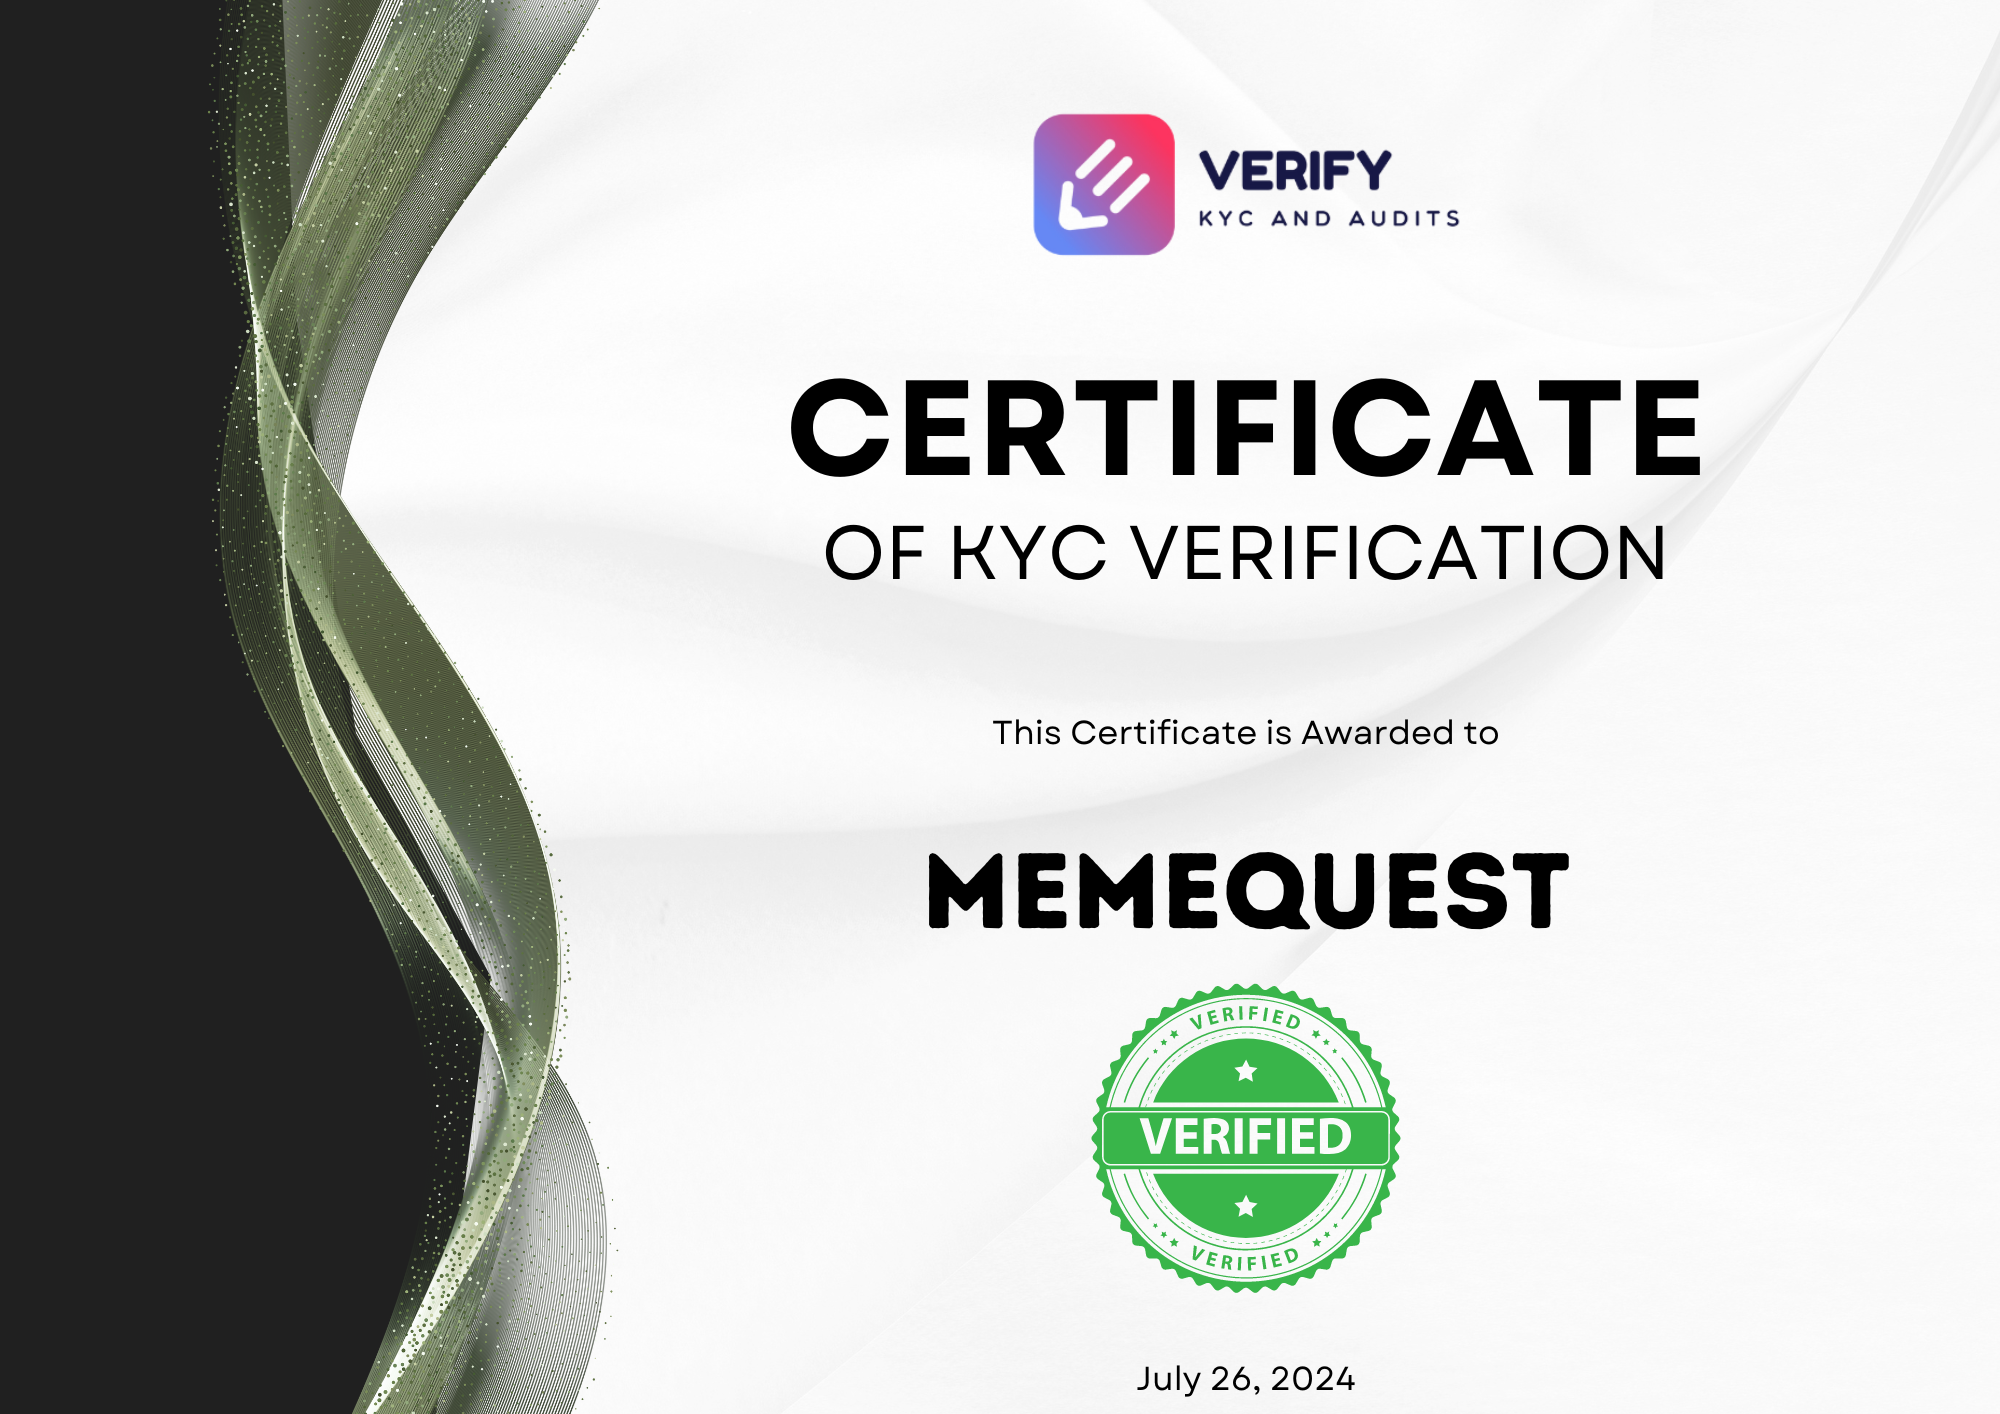 VERIFY
KYC AND AUDITS
CERTIFICATE
OF KYC VERIFICATION
This Certificate is Awarded to
MEMEQUEST
VERIFIED
VERIFIED
VERIFIED
July 26, 2024